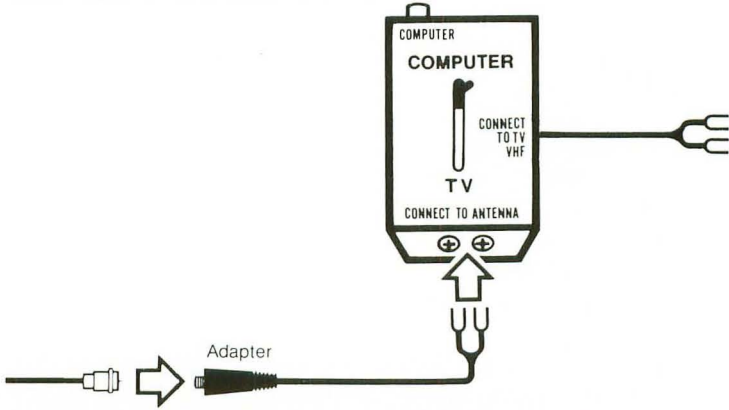 COMPUTER
COMPUTER
CONNECT
TO TV
VHF
TV
CONNECT TO ANTENNA
Adapter